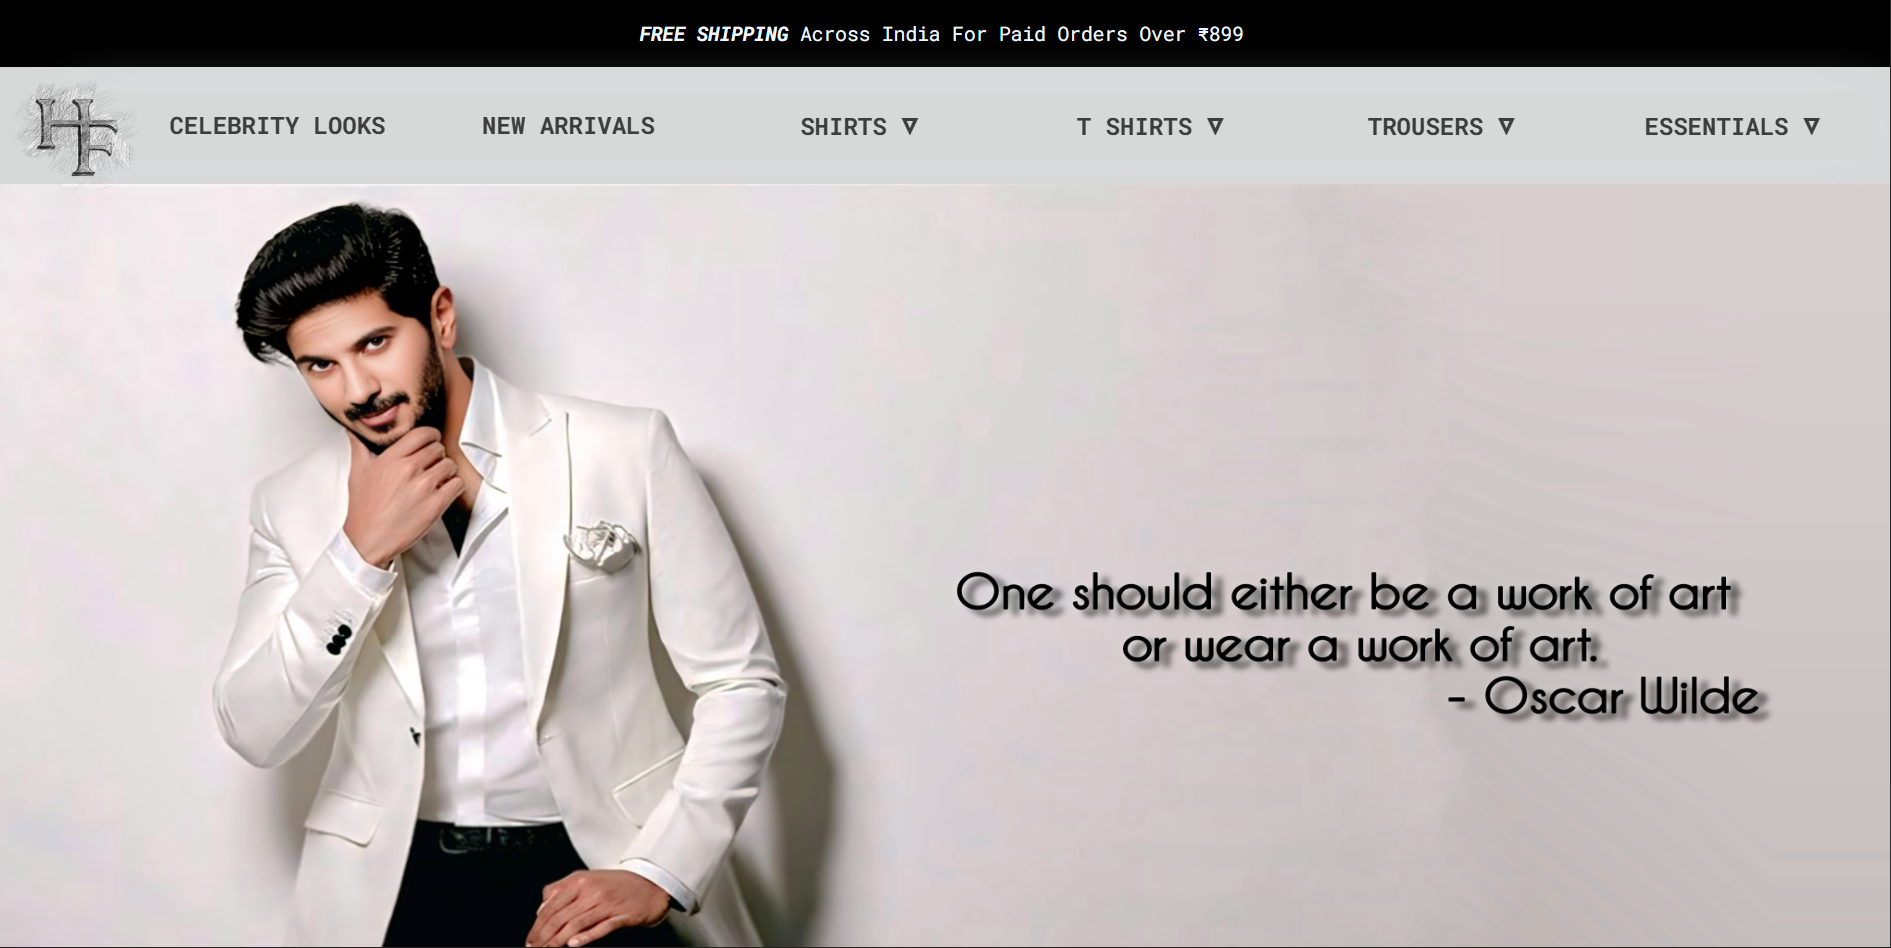 FREE SHIPPING Across India For Paid Orders Over ₹899
HF
CELEBRITY LOOKS NEW ARRIVALS SHIRTS ▽ T SHIRTS ▽ TROUSERS ▽ ESSENTIALS ▽
One should either be a work of art
or wear a work of art.
- Oscar Wilde